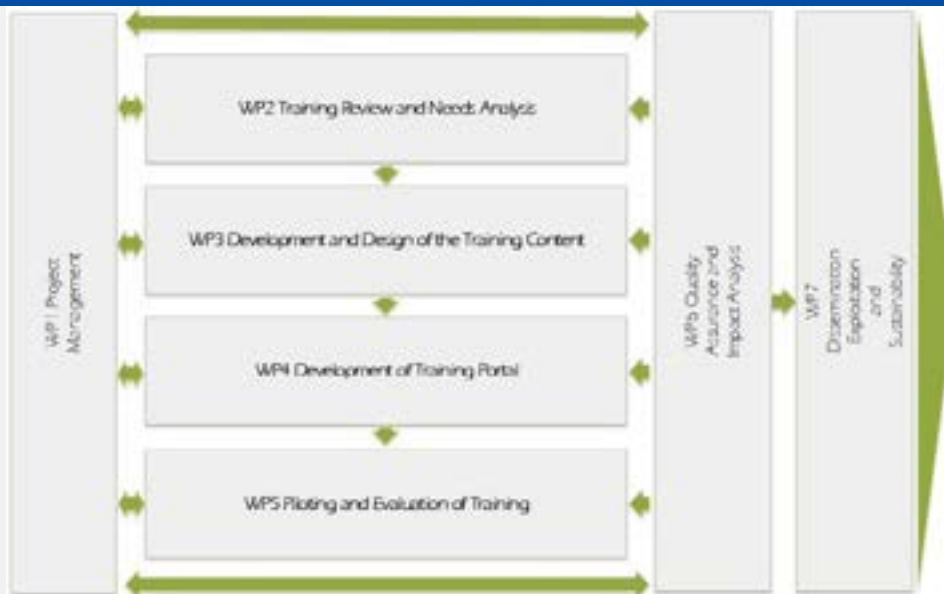 WP1 Project
Management
WP2 Training Review and Needs Analysis
WP3 Development and Design of the Training Content
WP4 Development of Training Portal
WP5 Piloting and Evaluation of Training
WP6 Quality
Assurance and
Impact Analysis
WP7
Dissemination
Exploitation
and
Sustainability